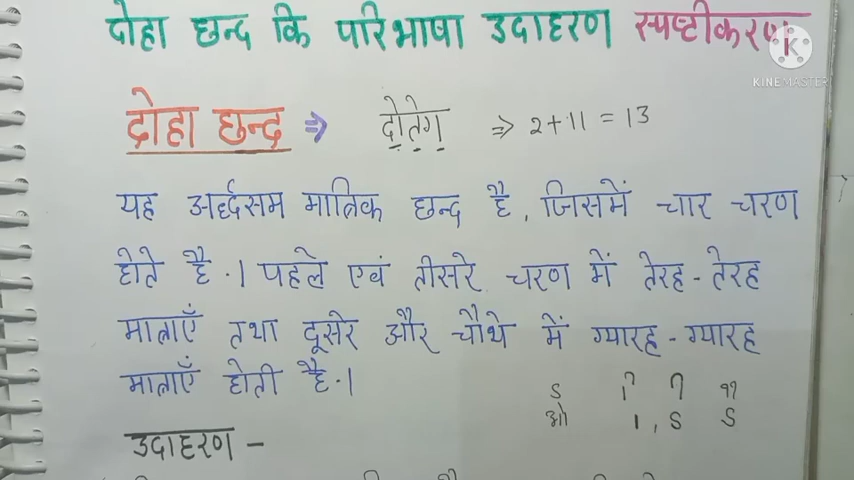 दोहा छन्द कि परिभाषा उदाहरण स्पष्टीकरण
K
KINEMASTER
दोहा छन्द ⇒ दोतेग ⇒ 2+11 = 13
यह अर्द्धसम मात्रिक छन्द है, जिसमें चार चरण
होते है.। पहले एवं तीसरे चरण में तेरह-तेरह
मात्राएँ तथा दूसरे और चौथे में ग्यारह-ग्यारह
मात्राएँ होती है.।
ओ । , S S
उदाहरण -